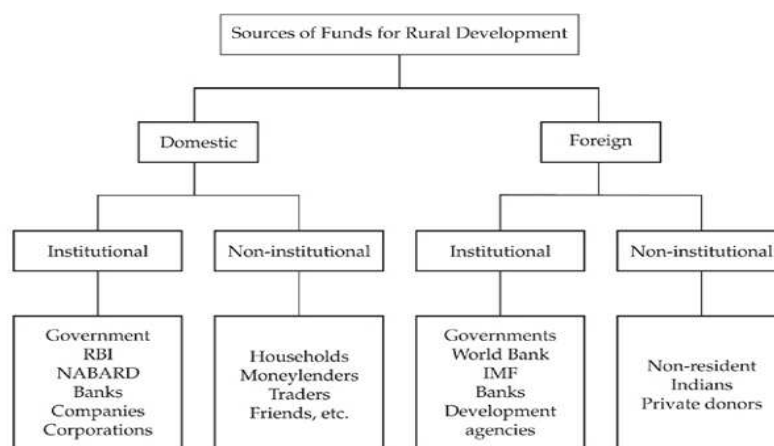 Sources of Funds for Rural Development
Domestic
Foreign
Institutional
Non-institutional
Institutional
Non-institutional
Government
RBI
NABARD
Banks
Companies
Corporations
Households
Moneylenders
Traders
Friends, etc.
Governments
World Bank
IMF
Banks
Development
agencies
Non-resident
Indians
Private donors